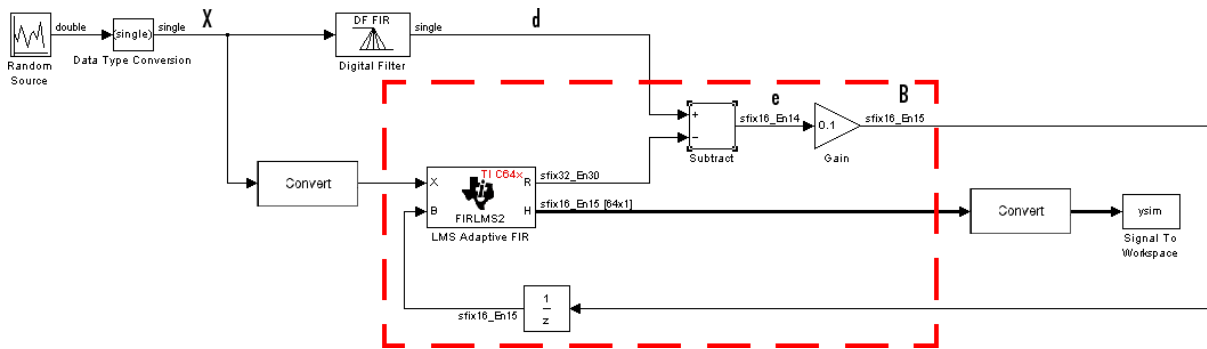 X
d
double
(single)
single
DF FIR
single
Random
Source
Data Type Conversion
Digital Filter
+
−
e
B
sfix16_En14
0.1
sfix16_En15
Subtract
Gain
Convert
X
TI C64x
R
sfix32_En30
B
FIRLMS2
H
sfix16_En15 [64x1]
LMS Adaptive FIR
Convert
ysim
Signal To
Workspace
sfix16_En15
1
z